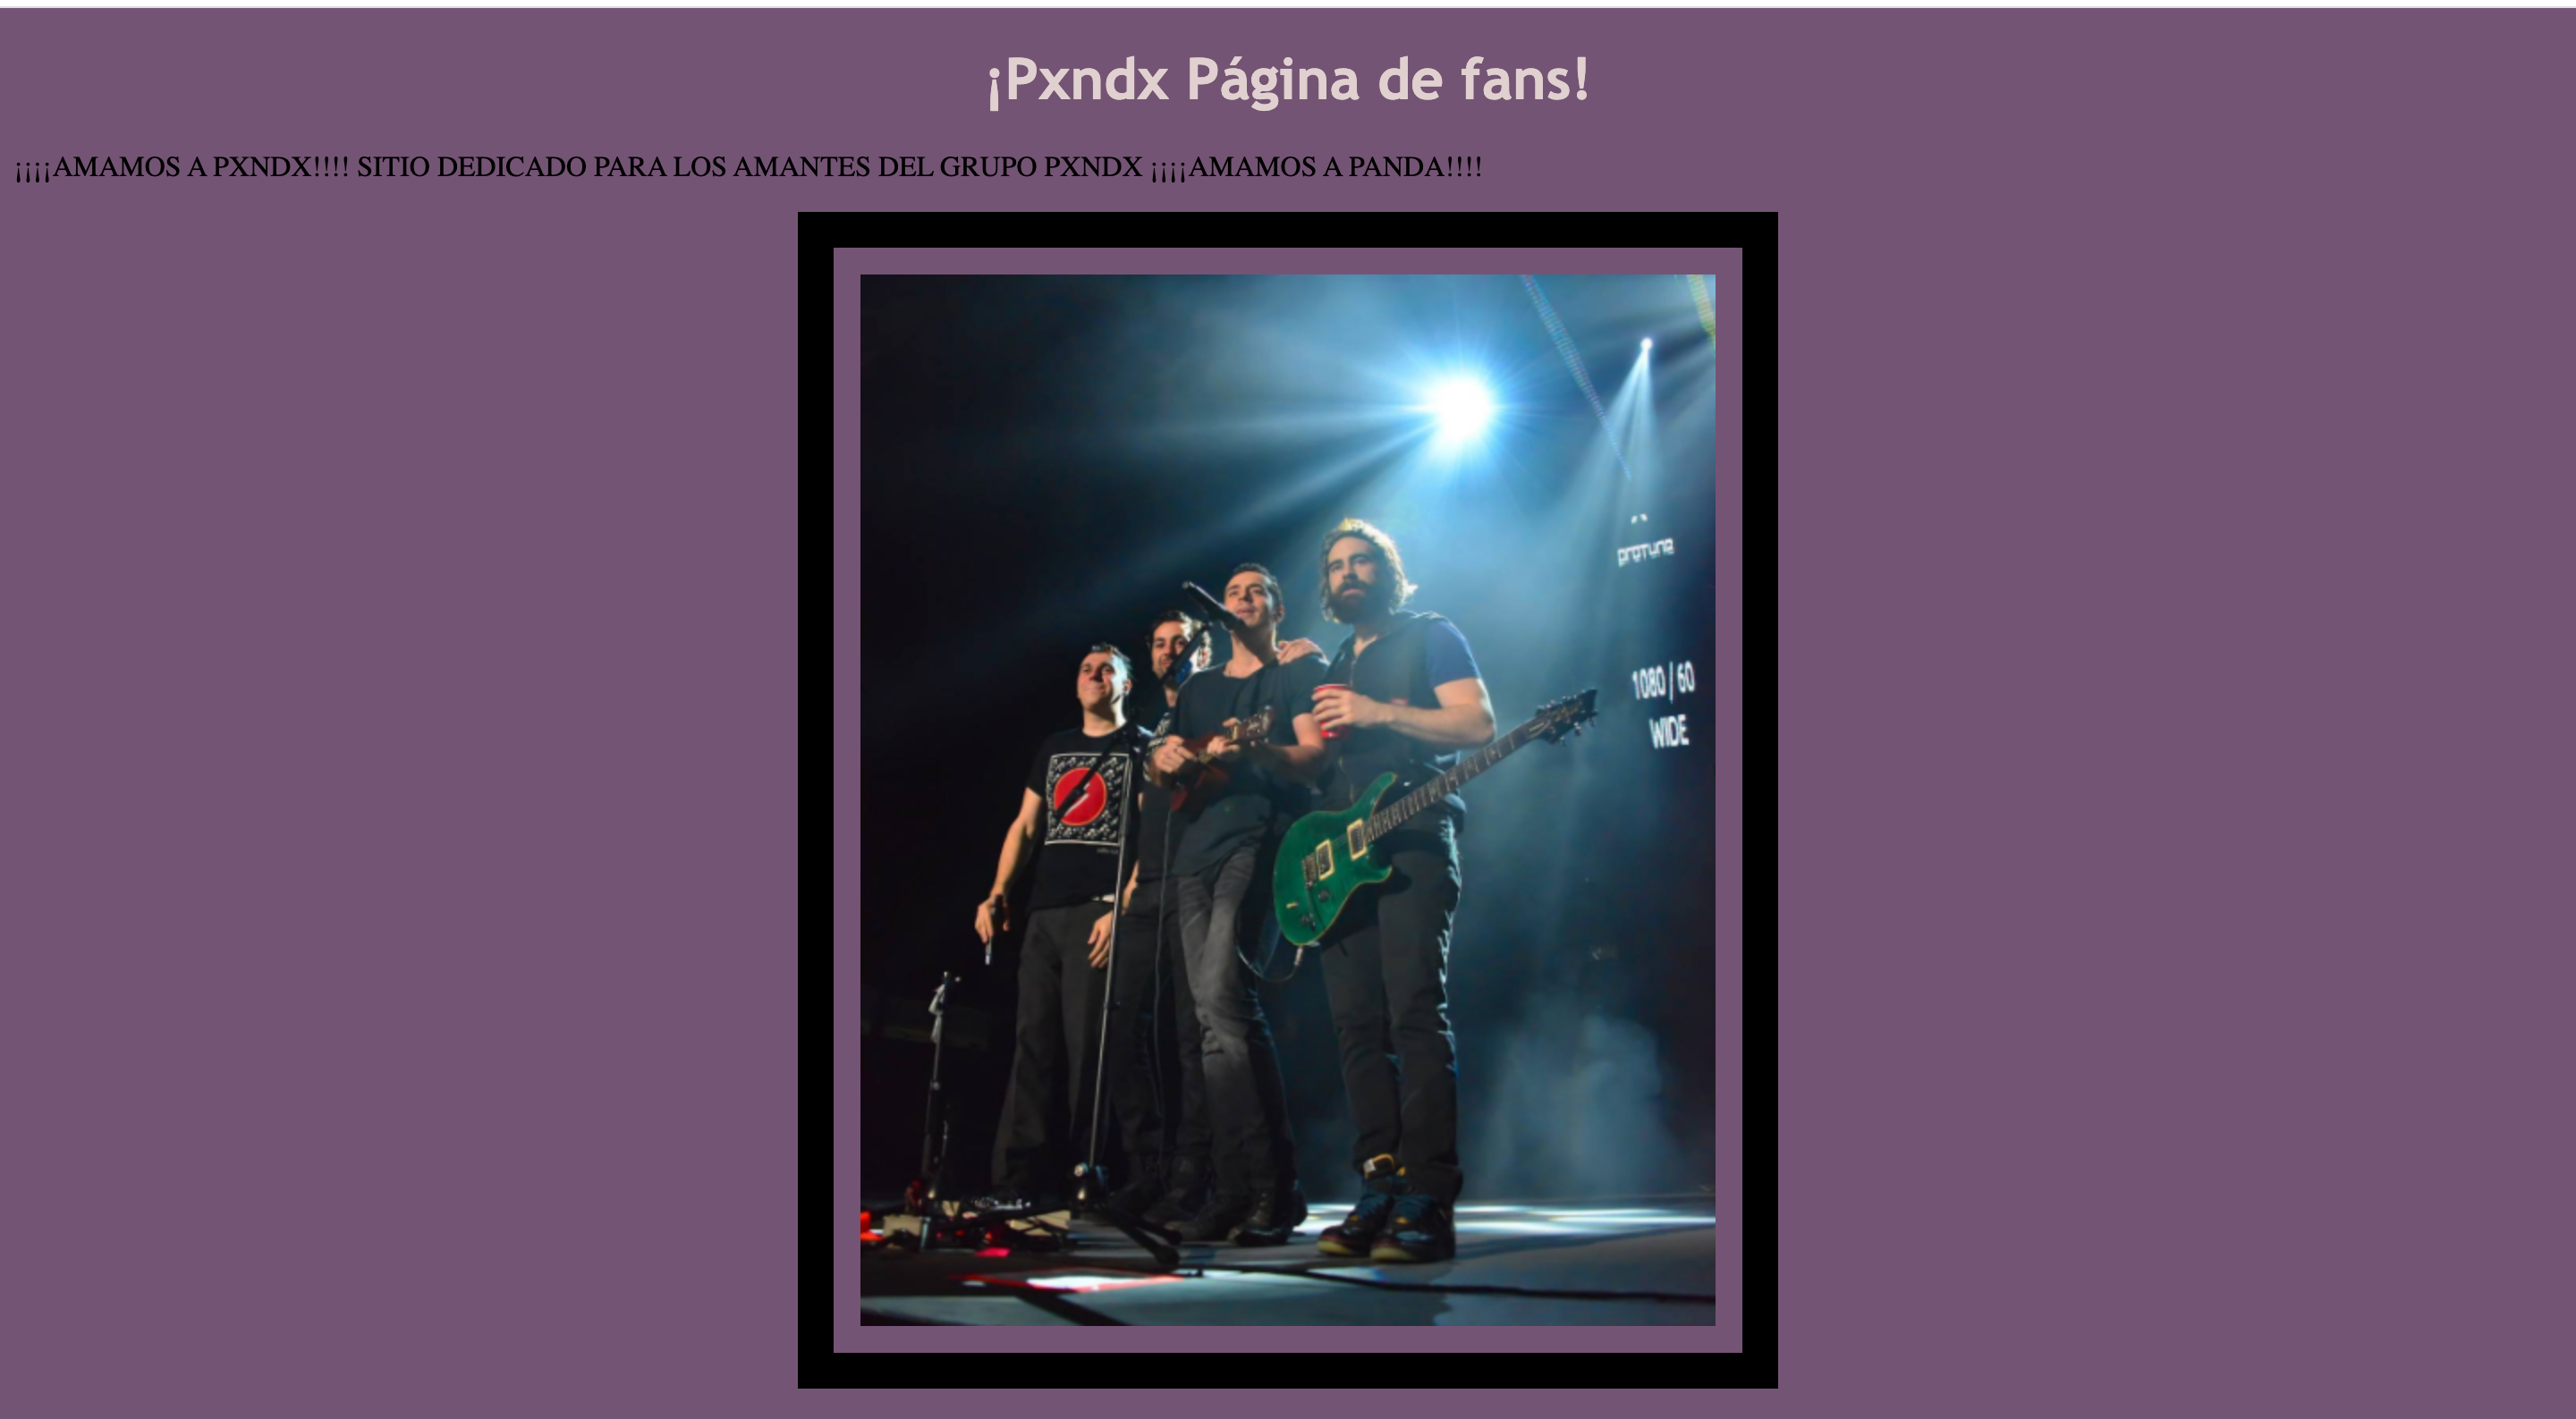 ¡Pxndx Página de fans!
¡¡¡¡AMAMOS A PXNDX!!!! SITIO DEDICADO PARA LOS AMANTES DEL GRUPO PXNDX ¡¡¡¡AMAMOS A PANDA!!!!
protune
1080 / 60
WIDE